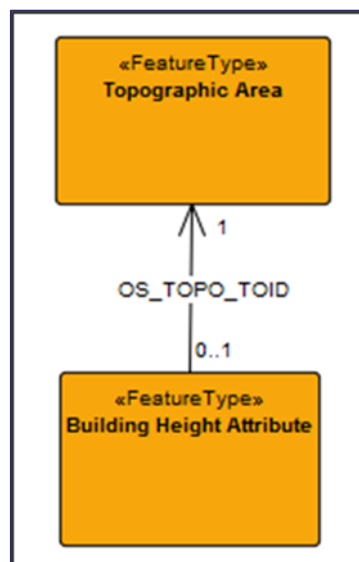 «FeatureType»
Topographic Area
1
OS_TOPO_TOID
0..1
«FeatureType»
Building Height Attribute